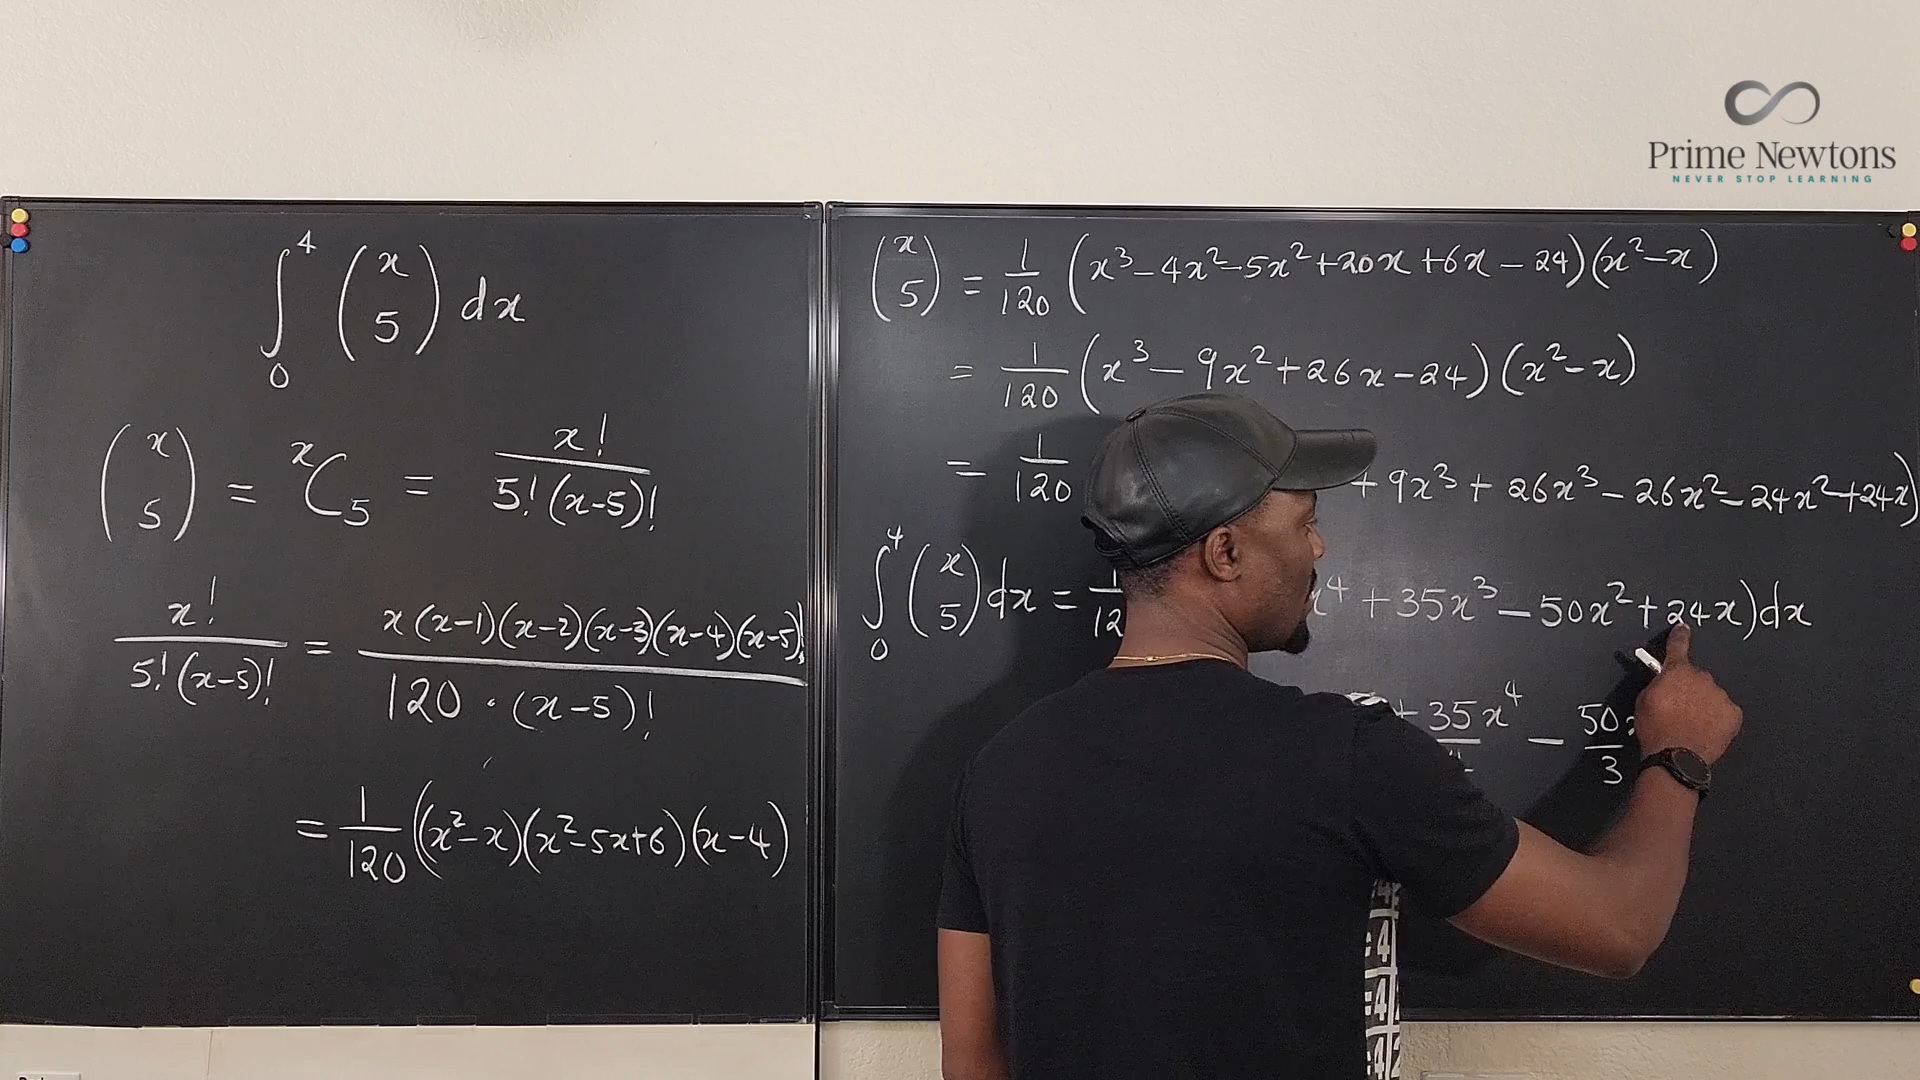 Prime Newtons
NEVER STOP LEARNING
∫₀⁴ (x 5) dx
(x 5) = ˣC₅ = x! / 5!(x-5)!
x! / 5!(x-5)! = x(x-1)(x-2)(x-3)(x-4)(x-5)! / 120 · (x-5)!
= 1/120 ((x²-x)(x²-5x+6)(x-4)
(x 5) = 1/120 (x³-4x²-5x²+20x+6x-24)(x²-x)
= 1/120 (x³-9x²+26x-24)(x²-x)
= 1/120 + 9x³ + 26x³ - 26x² - 24x² + 24x)
∫₀⁴ (x 5) dx = x⁴ + 35x³ - 50x² + 24x) dx
+ 35x⁴ / 4 - 50 / 3